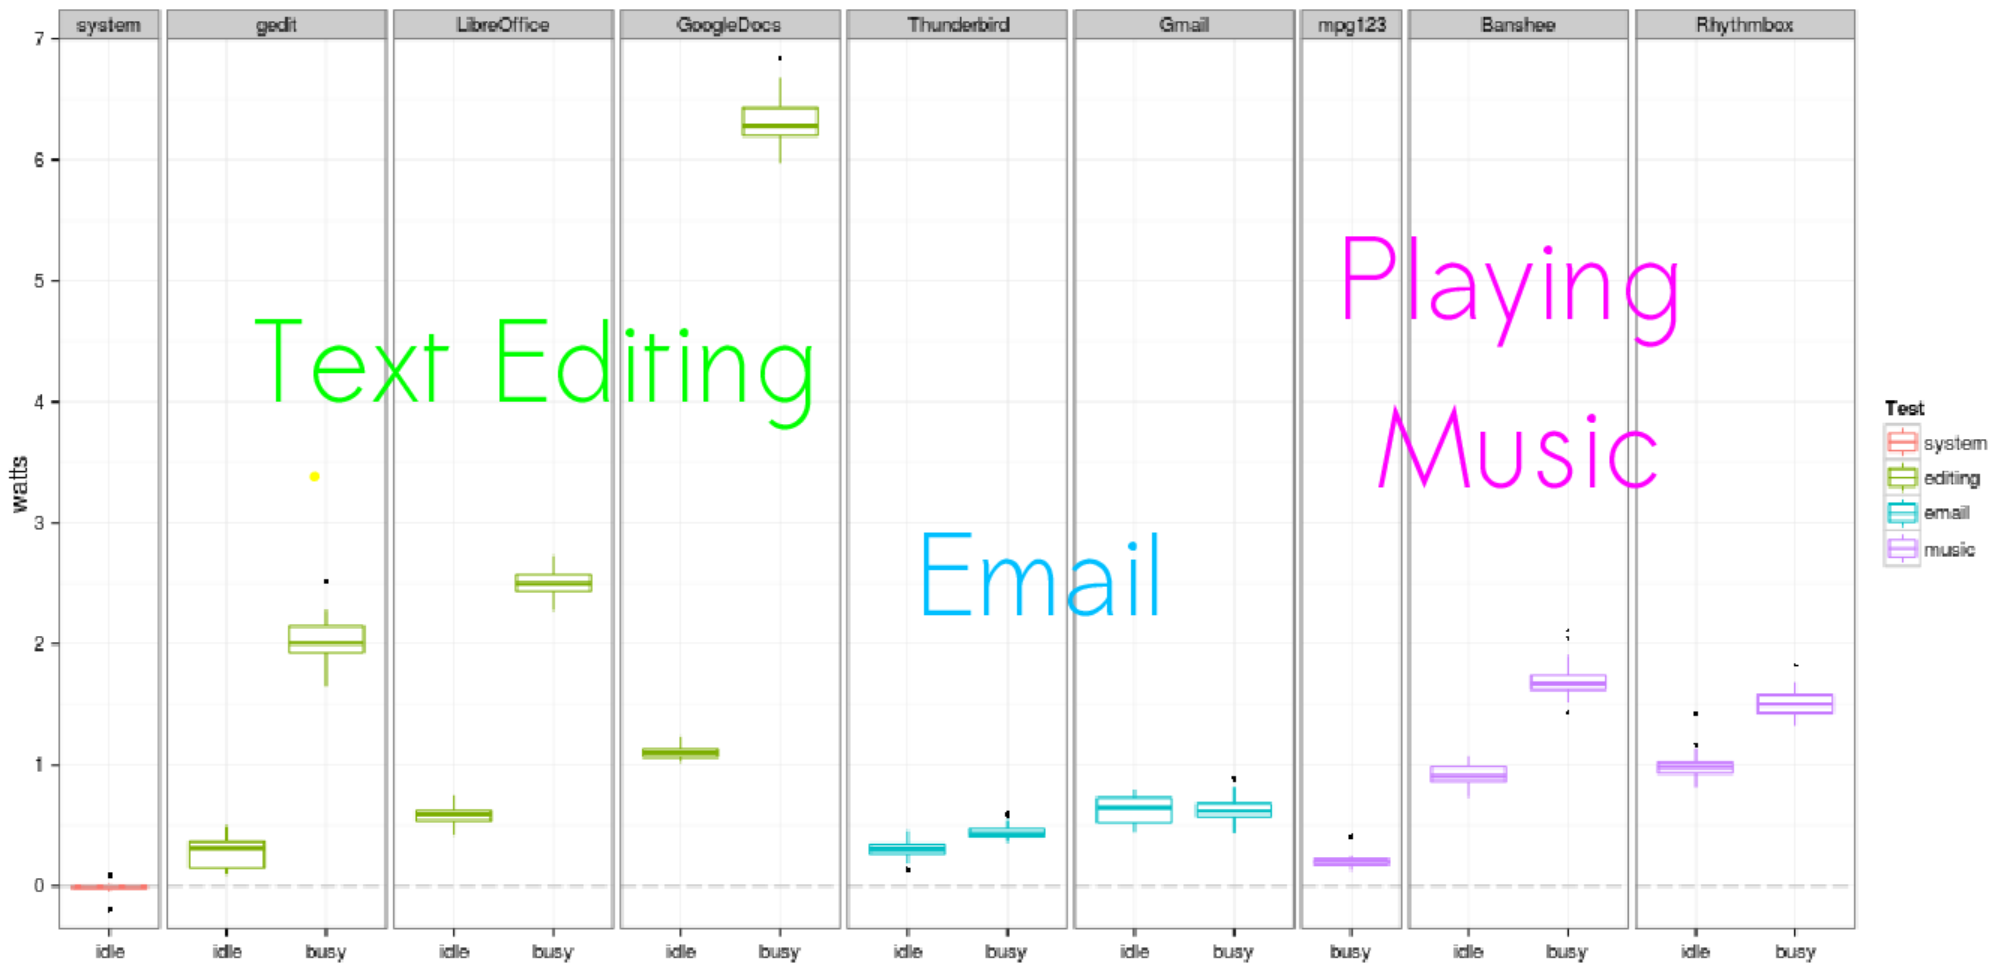 system gedit LibreOffice GoogleDocs Thunderbird Gmail mpg123 Banshee Rhythmbox
7
6
5
4
3
2
1
0
watts
Text Editing
Email
Playing
Music
idle idle busy idle busy idle busy idle busy idle busy busy idle busy idle busy
Test
system
editing
email
music